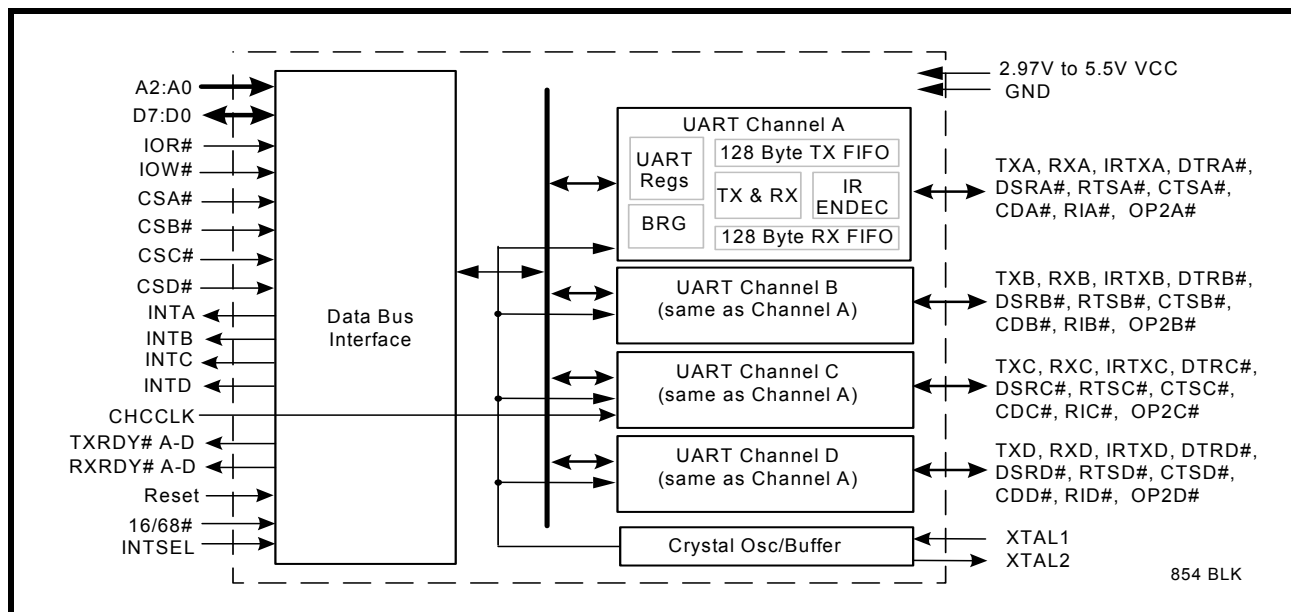 A2:A0
D7:D0
IOR#
IOW#
CSA#
CSB#
CSC#
CSD#
INTA
INTB
INTC
INTD
CHCCLK
TXRDY# A-D
RXRDY# A-D
Reset
16/68#
INTSEL
Data Bus
Interface
UART Channel A
UART
Regs
BRG
128 Byte TX FIFO
TX & RX
IR
ENDEC
128 Byte RX FIFO
UART Channel B
(same as Channel A)
UART Channel C
(same as Channel A)
UART Channel D
(same as Channel A)
Crystal Osc/Buffer
2.97V to 5.5V VCC
GND
TXA, RXA, IRTXA, DTRA#,
DSRA#, RTSA#, CTSA#,
CDA#, RIA#, OP2A#
TXB, RXB, IRTXB, DTRB#,
DSRB#, RTSB#, CTSB#,
CDB#, RIB#, OP2B#
TXC, RXC, IRTXC, DTRC#,
DSRC#, RTSC#, CTSC#,
CDC#, RIC#, OP2C#
TXD, RXD, IRTXD, DTRD#,
DSRD#, RTSD#, CTSD#,
CDD#, RID#, OP2D#
XTAL1
XTAL2
854 BLK